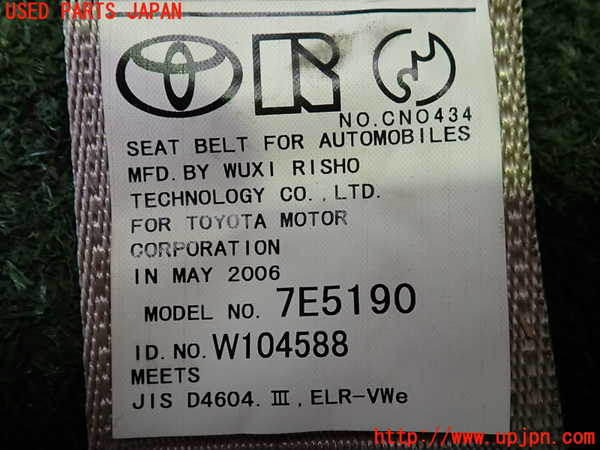 USED PARTS JAPAN
R
NO.CN0434
SEAT BELT FOR AUTOMOBILES
MFD.BY WUXI RISHO
TECHNOLOGY CO.,LTD.
FOR TOYOTA MOTOR
CORPORATION
IN MAY 2006
MODEL NO. 7E5190
ID.NO. W104588
MEETS
JIS D4604.Ⅲ,ELR-VWe
http://www.upjpn.com/